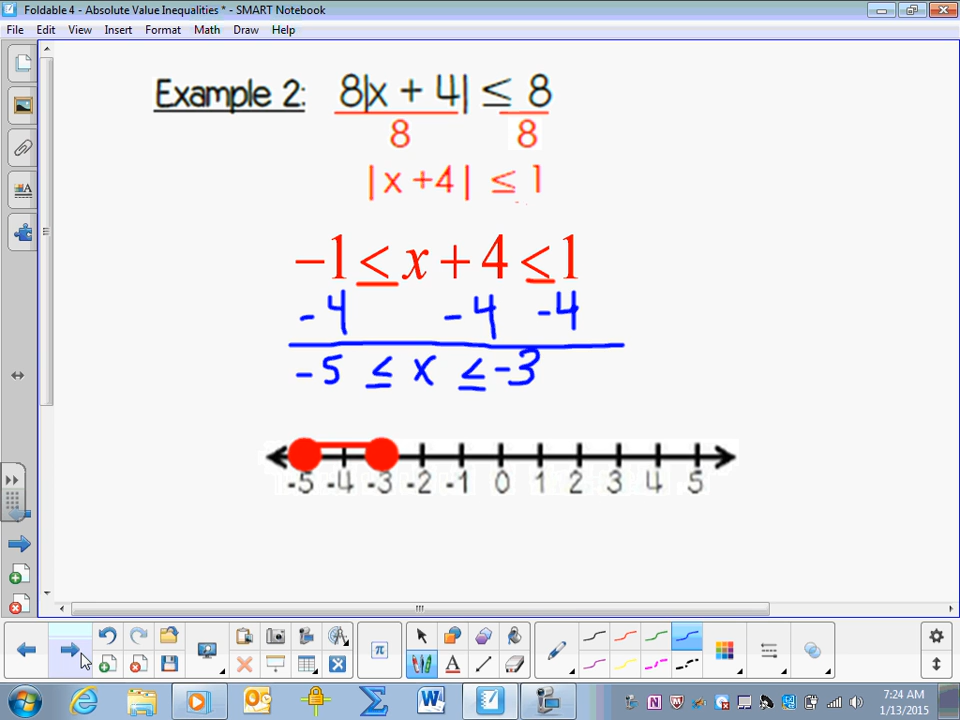 Foldable 4 - Absolute Value Inequalities * - SMART Notebook
File Edit View Insert Format Math Draw Help
Example 2: 8|x + 4| ≤ 8
8 8
|x +4| ≤ 1
−1 ≤ x + 4 ≤ 1
-4 -4 -4
-5 ≤ x ≤ -3
-5 -4 -3 -2 -1 0 1 2 3 4 5
π
A
7:24 AM
1/13/2015